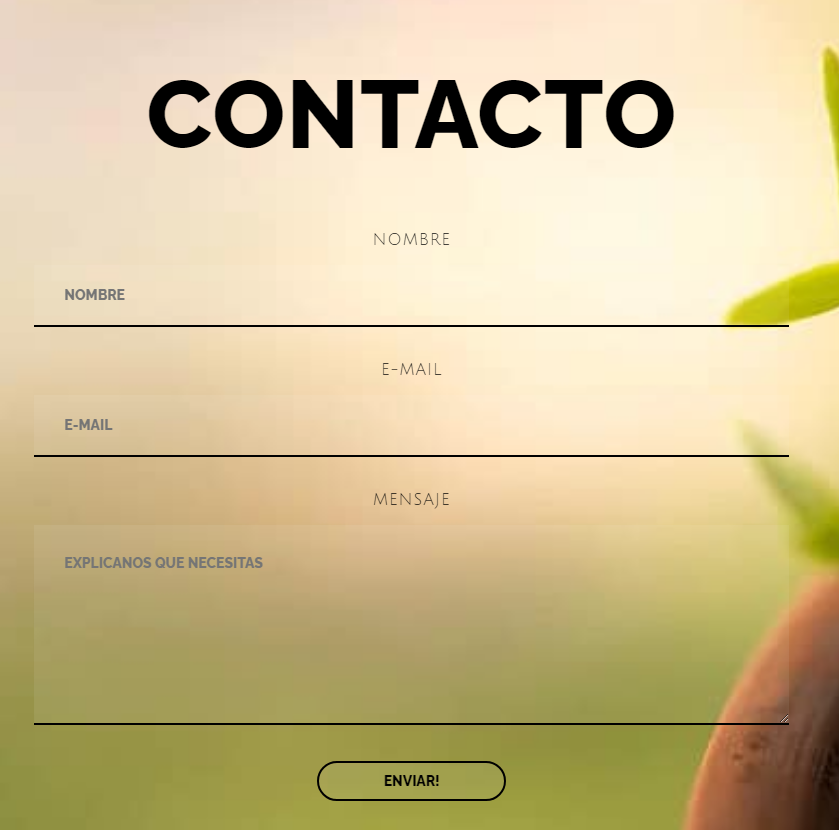 CONTACTO
NOMBRE
NOMBRE
E-MAIL
E-MAIL
MENSAJE
EXPLICANOS QUE NECESITAS
ENVIAR!